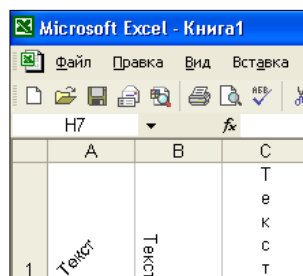 Microsoft Excel - Книга1
Файл Правка Вид Вставка
H7 fx
A B C
1 Текст Текст Т е к с т